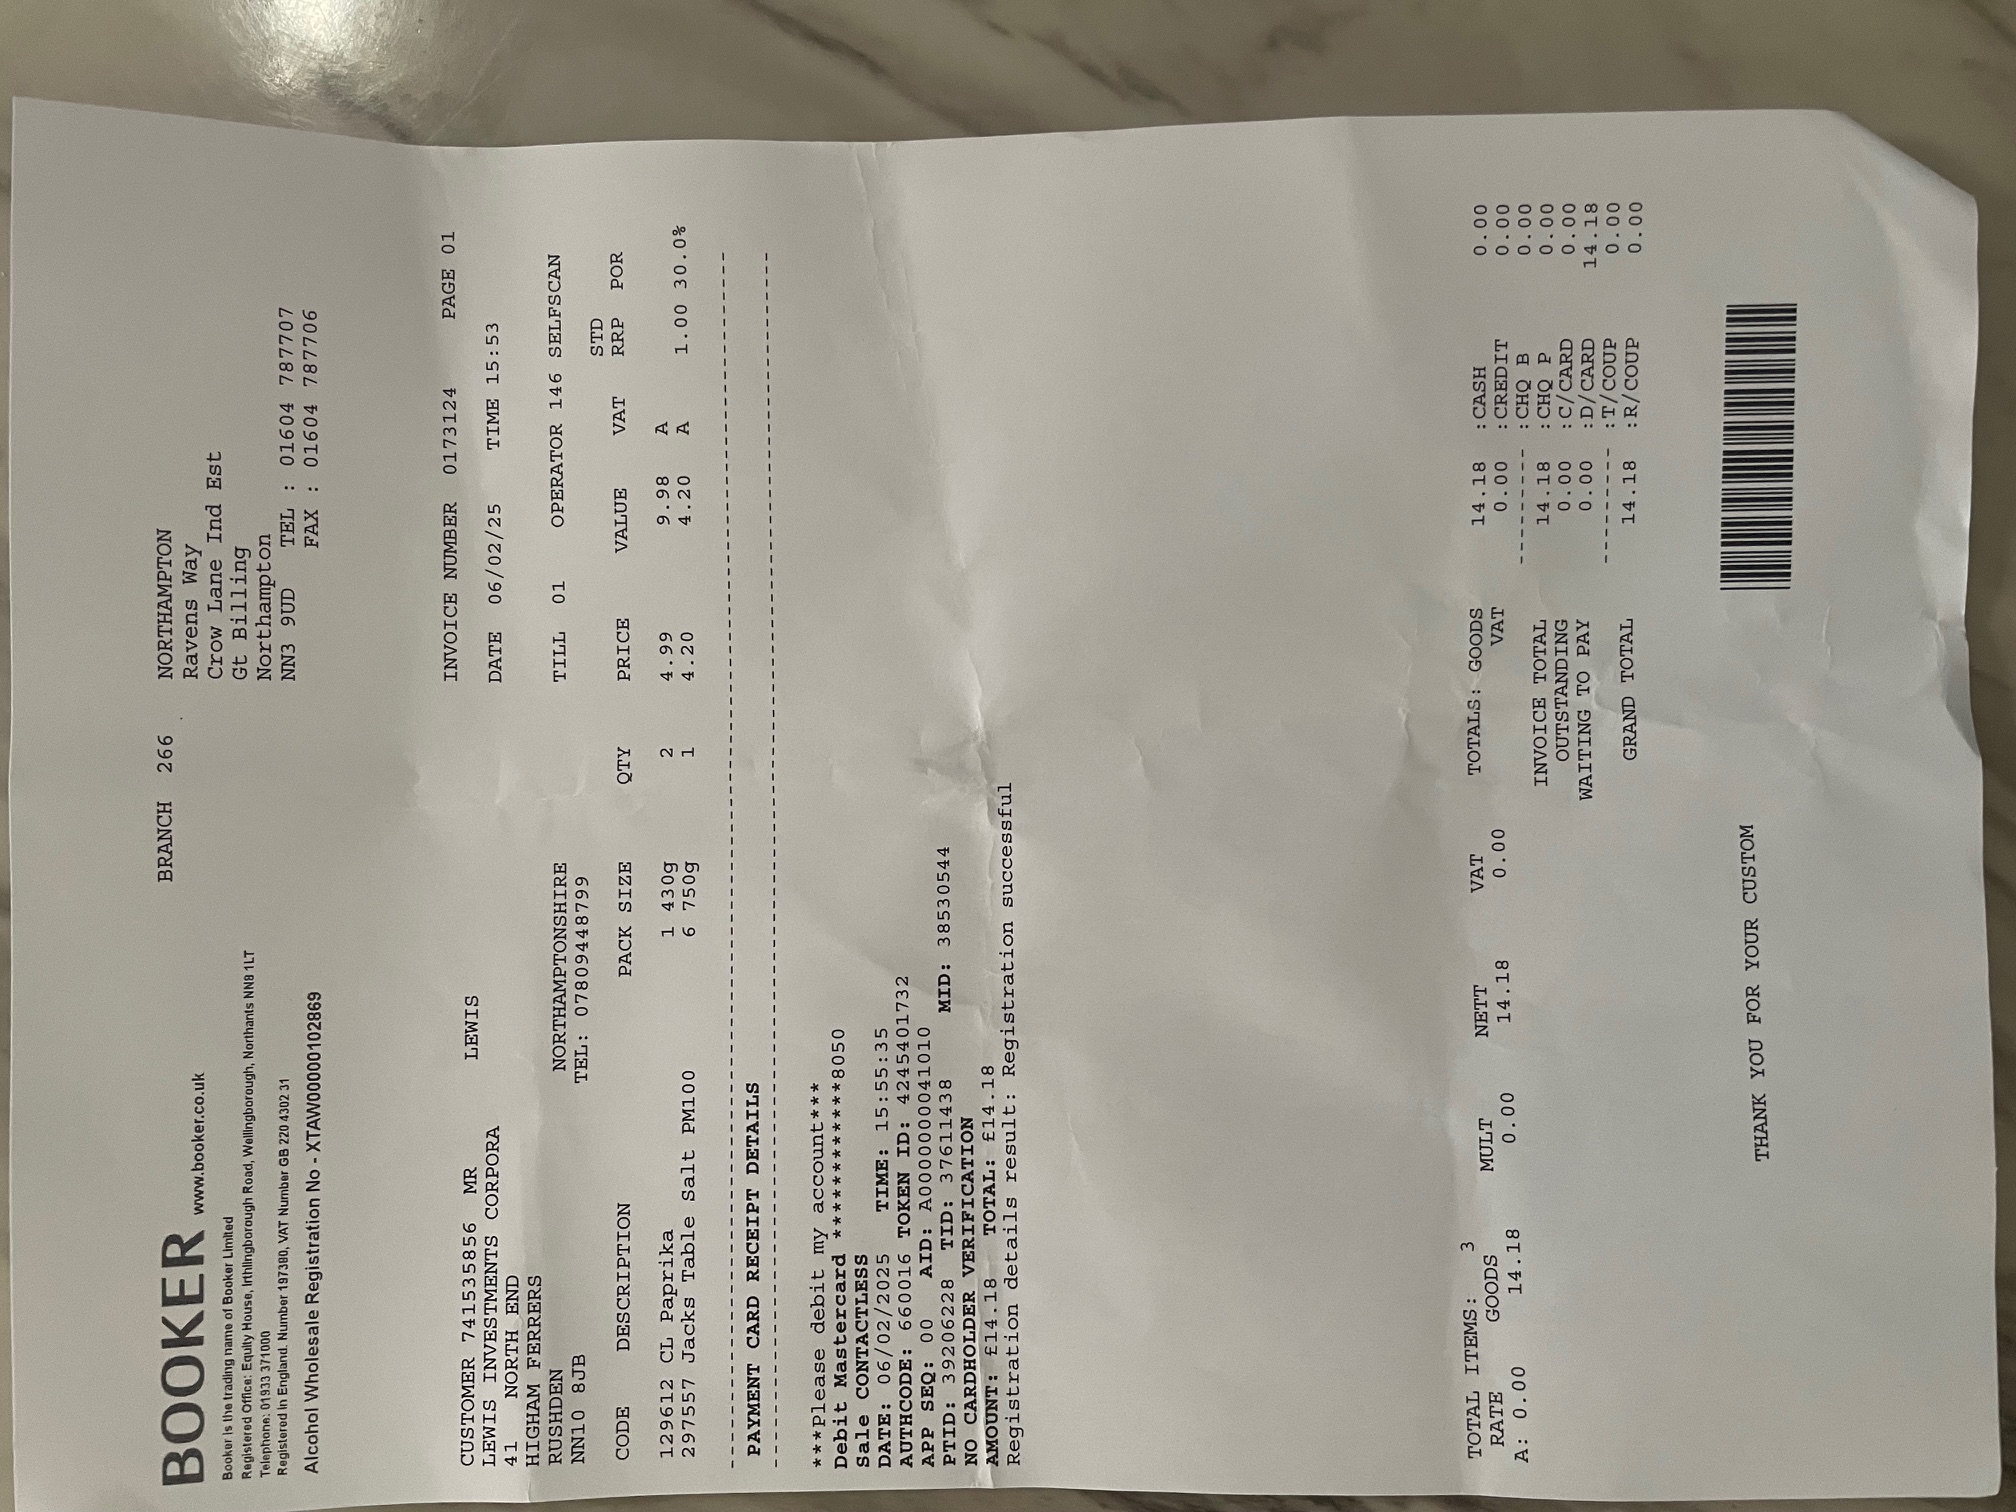 BOOKER www.booker.co.uk
Booker is the trading name of Booker Limited
Registered Office: Equity House, Irthlingborough Road, Wellingborough, Northants NN8 1LT
Telephone: 01933 371000
Registered in England. Number 197380, VAT Number GB 220 4302 31
Alcohol Wholesale Registration No - XTAW00000102869
BRANCH 266 NORTHAMPTON
Ravens Way
Crow Lane Ind Est
Gt Billing
Northampton
NN3 9UD TEL : 01604 787707
FAX : 01604 787706
INVOICE NUMBER 0173124 PAGE 01
CUSTOMER 741535856 MR LEWIS
LEWIS INVESTMENTS CORPORA
DATE 06/02/25 TIME 15:53
41 NORTH END
HIGHAM FERRERS
RUSHDEN NORTHAMPTONSHIRE
TILL 01 OPERATOR 146 SELFSCAN
NN10 8JB TEL: 07809448799
CODE DESCRIPTION PACK SIZE QTY PRICE VALUE VAT STD RRP POR
129612 CL Paprika 1 430g 2 4.99 9.98 A
297557 Jacks Table Salt PM100 6 750g 1 4.20 4.20 A 1.00 30.0%
PAYMENT CARD RECEIPT DETAILS
***Please debit my account***
Debit Mastercard ************8050
Sale CONTACTLESS
DATE: 06/02/2025 TIME: 15:55:35
AUTHCODE: 660016 TOKEN ID: 4245401732
APP SEQ: 00 AID: A0000000041010
PTID: 39206228 TID: 37611438 MID: 38530544
NO CARDHOLDER VERIFICATION
AMOUNT: £14.18 TOTAL: £14.18
Registration details result: Registration successful
TOTAL ITEMS: 3
RATE GOODS MULT NETT VAT
A: 0.00 14.18 0.00 14.18 0.00
TOTALS: GOODS 14.18 :CASH 0.00
VAT 0.00 :CREDIT 0.00
--------- :CHQ B 0.00
INVOICE TOTAL 14.18 :CHQ P 0.00
OUTSTANDING 0.00 :C/CARD 0.00
WAITING TO PAY 0.00 :D/CARD 14.18
--------- :T/COUP 0.00
GRAND TOTAL 14.18 :R/COUP 0.00
THANK YOU FOR YOUR CUSTOM